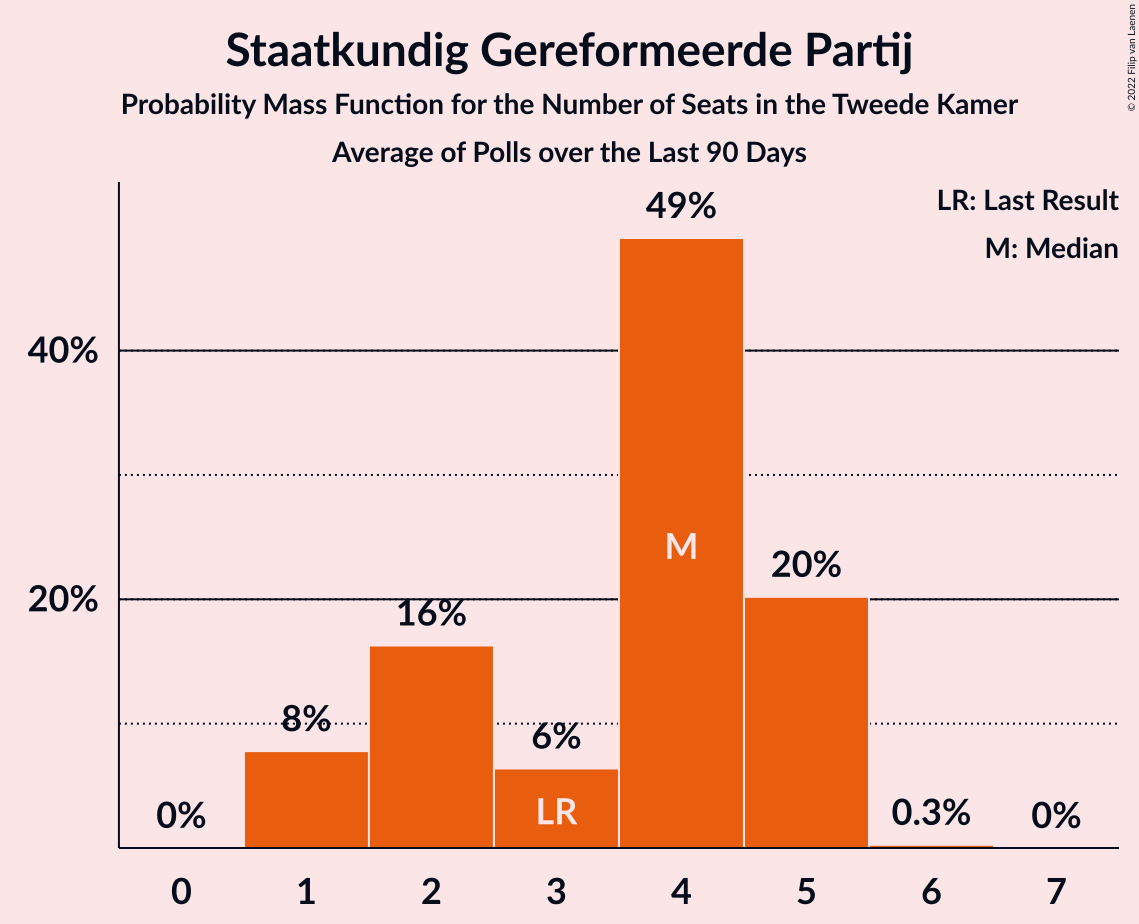 Staatkundig Gereformeerde Partij
Probability Mass Function for the Number of Seats in the Tweede Kamer
Average of Polls over the Last 90 Days
© 2022 Filip van Laenen
LR: Last Result
M: Median
49%
40%
M
20%
20%
16%
8%
6%
LR
0%
0.3%
0%
0 1 2 3 4 5 6 7